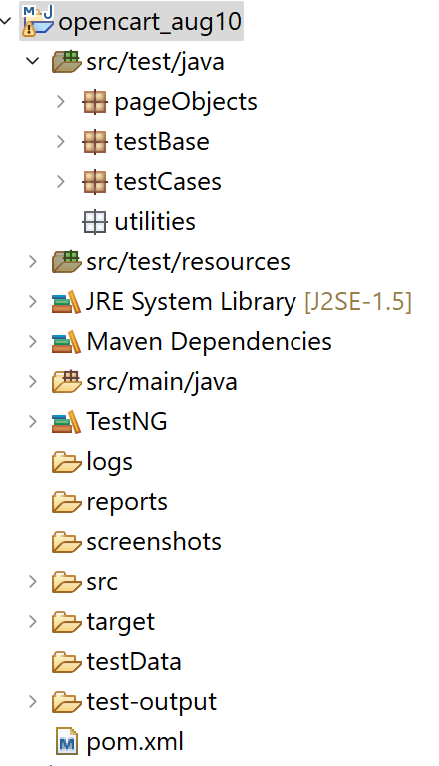 opencart_aug10
src/test/java
pageObjects
testBase
testCases
utilities
src/test/resources
JRE System Library [J2SE-1.5]
Maven Dependencies
src/main/java
TestNG
logs
reports
screenshots
src
target
testData
test-output
pom.xml